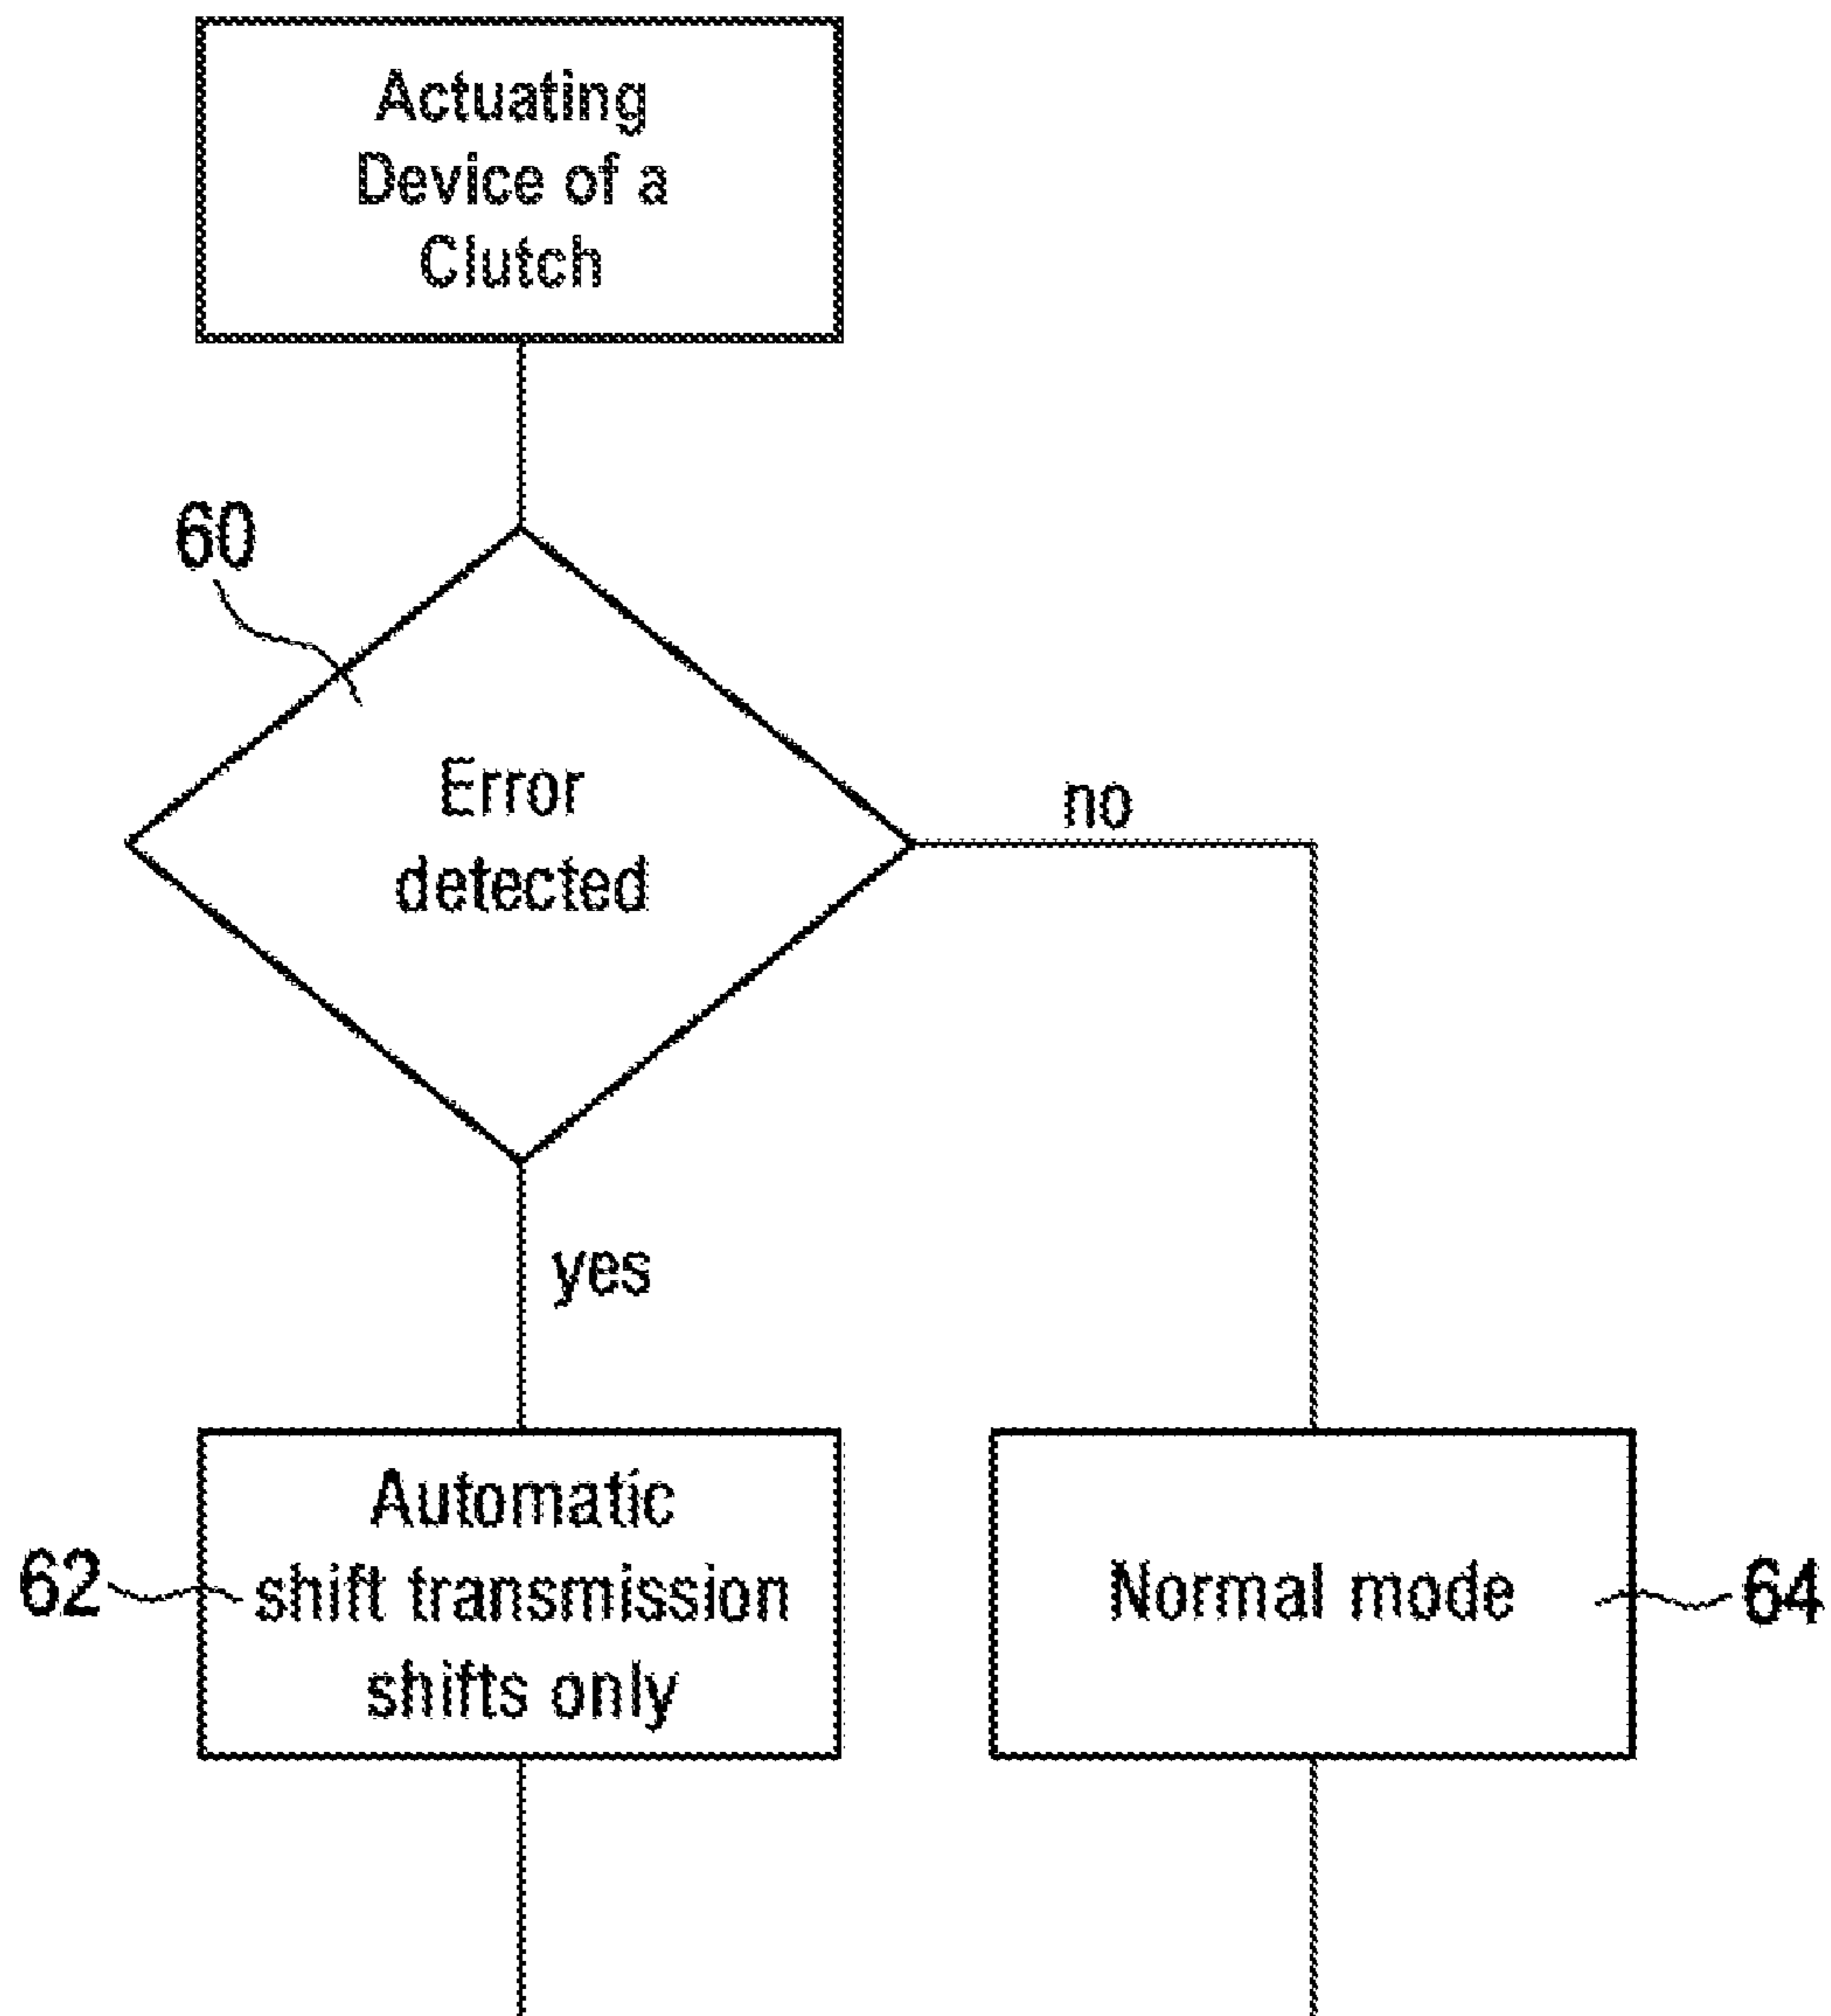 Actuating
Device of a
Clutch
60
Error
detected
no
yes
Automatic
shift transmission
shifts only
62
Normal mode
64